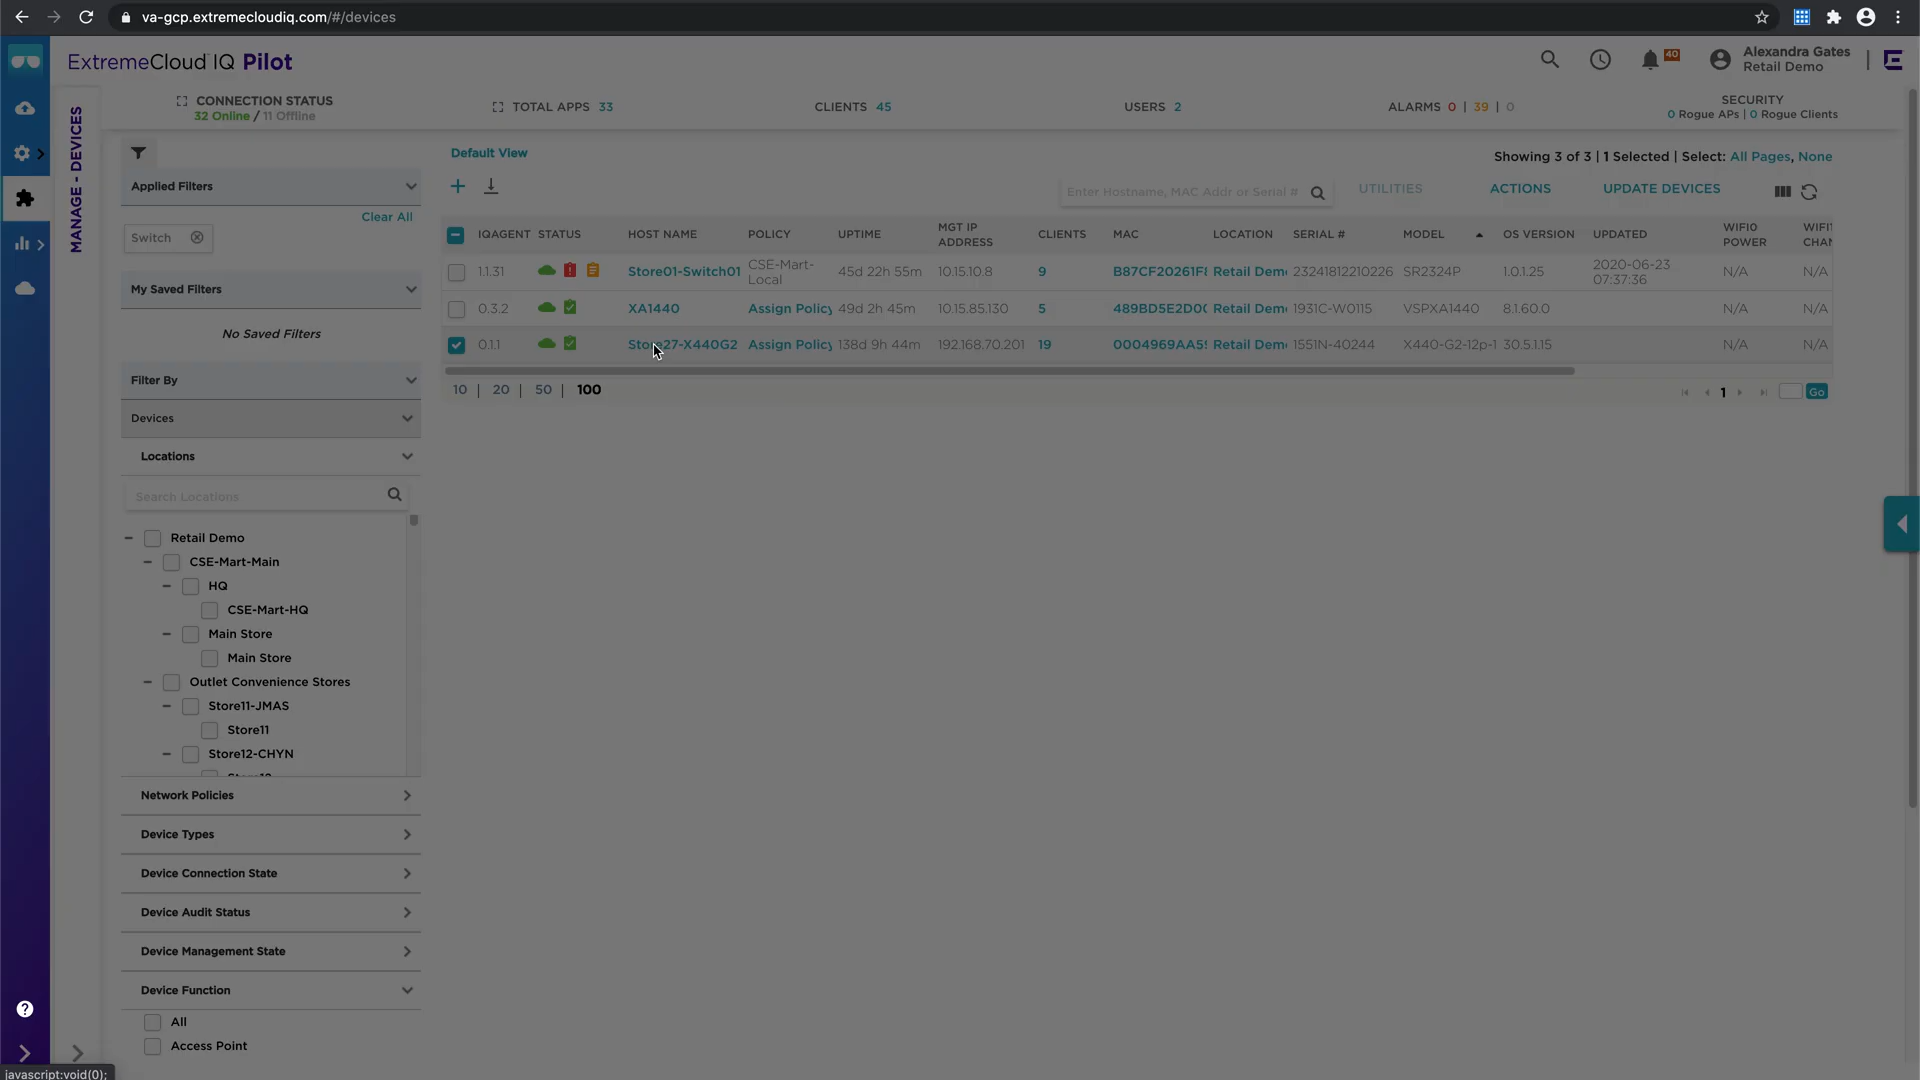 va-gcp.extremecloudiq.com/#/devices
ExtremeCloud IQ Pilot
40
Alexandra Gates
Retail Demo
MANAGE - DEVICES
CONNECTION STATUS
32 Online / 11 Offline
TOTAL APPS 33
CLIENTS 45
USERS 2
ALARMS 0 | 39 | 0
SECURITY
0 Rogue APs | 0 Rogue Clients
Default View
Showing 3 of 3 | 1 Selected | Select: All Pages, None
Applied Filters
Clear All
Switch
My Saved Filters
No Saved Filters
Filter By
Devices
Locations
Search Locations
Retail Demo
CSE-Mart-Main
HQ
CSE-Mart-HQ
Main Store
Main Store
Outlet Convenience Stores
Store11-JMAS
Store11
Store12-CHYN
Network Policies
Device Types
Device Connection State
Device Audit Status
Device Management State
Device Function
All
Access Point
Enter Hostname, MAC Addr or Serial #
UTILITIES
ACTIONS
UPDATE DEVICES
IQAGENT STATUS HOST NAME POLICY UPTIME MGT IP ADDRESS CLIENTS MAC LOCATION SERIAL # MODEL OS VERSION UPDATED WIFI0 POWER
1.1.31 Store01-Switch01 CSE-Mart-Local 45d 22h 55m 10.15.10.8 9 B87CF20261F Retail Dem 23241812210226 SR2324P 1.0.1.25 2020-06-23 07:37:36 N/A N/A
0.3.2 XA1440 Assign Policy 49d 2h 45m 10.15.85.130 5 489BD5E2D0 Retail Dem 1931C-W0115 VSPXA1440 8.1.60.0 N/A N/A
0.1.1 Store27-X440G2 Assign Policy 138d 9h 44m 192.168.70.201 19 0004969AA5 Retail Dem 1551N-40244 X440-G2-12p-1 30.5.1.15 N/A N/A
10 | 20 | 50 | 100
1
Go
javascript:void(0);